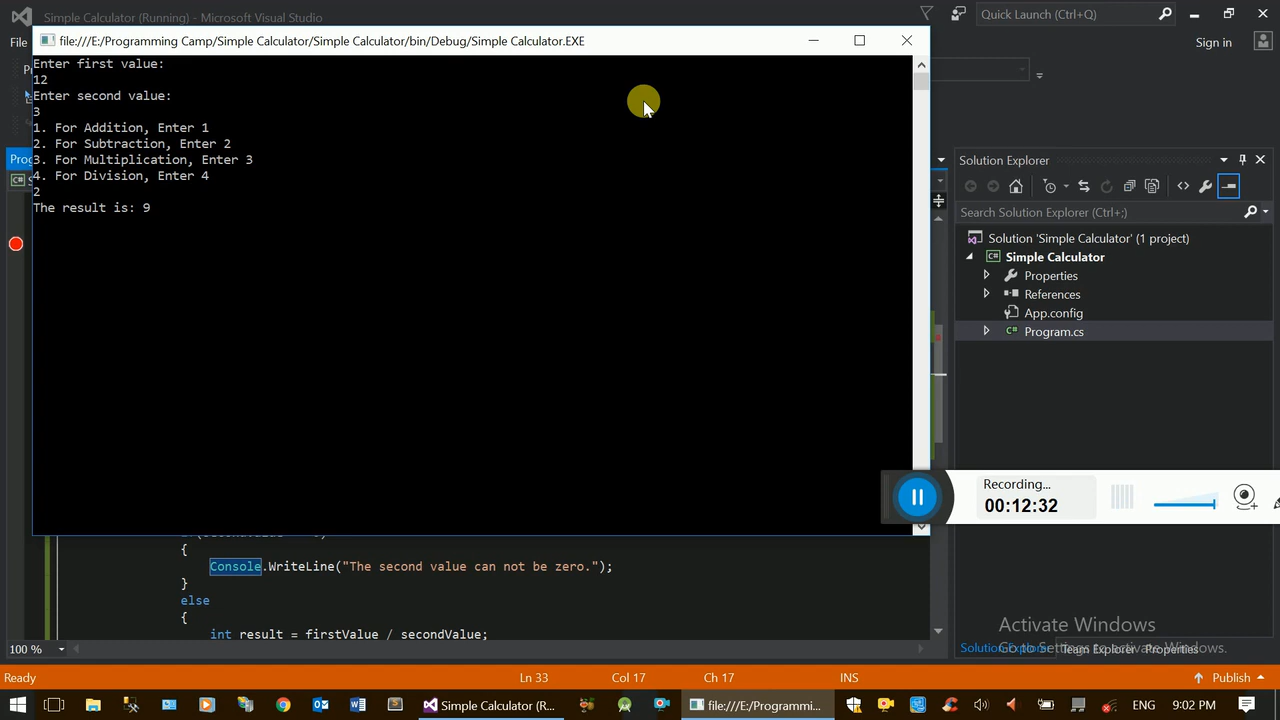 Simple Calculator (Running) - Microsoft Visual Studio
Quick Launch (Ctrl+Q)
File
Sign in
file:///E:/Programming Camp/Simple Calculator/Simple Calculator/bin/Debug/Simple Calculator.EXE
Enter first value:
12
Enter second value:
3
1. For Addition, Enter 1
2. For Subtraction, Enter 2
3. For Multiplication, Enter 3
4. For Division, Enter 4
2
The result is: 9
Solution Explorer
Search Solution Explorer (Ctrl+;)
Solution 'Simple Calculator' (1 project)
Simple Calculator
Properties
References
App.config
C# Program.cs
Recording...
00:12:32
{
Console.WriteLine("The second value can not be zero.");
}
else
{
int result = firstValue / secondValue;
100 %
Activate Windows
Go to Settings to activate Windows.
Solution Explorer Team Explorer Properties
Ready Ln 33 Col 17 Ch 17 INS Publish
Simple Calculator (R...
file:///E:/Programmi...
ENG 9:02 PM